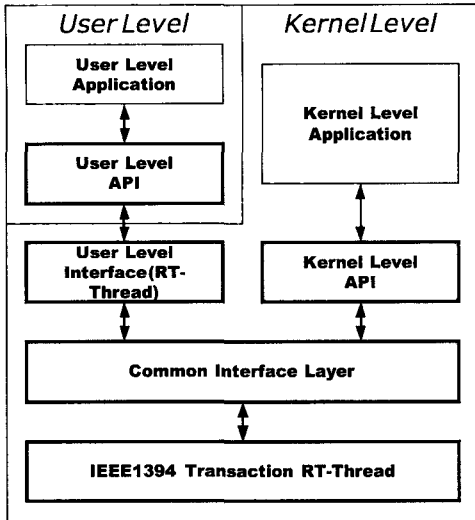 User Level
Kernel Level
User Level
Application
Kernel Level
Application
User Level
API
User Level
Interface(RT-
Thread)
Kernel Level
API
Common Interface Layer
IEEE1394 Transaction RT-Thread